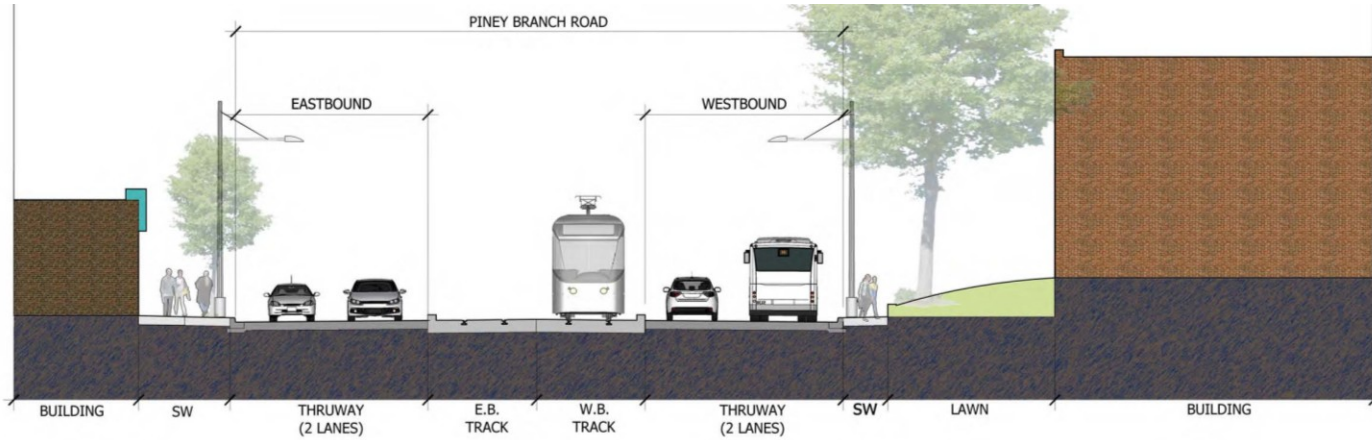 PINEY BRANCH ROAD
EASTBOUND
WESTBOUND
BUILDING
SW
THRUWAY
(2 LANES)
E.B.
TRACK
W.B.
TRACK
THRUWAY
(2 LANES)
SW
LAWN
BUILDING